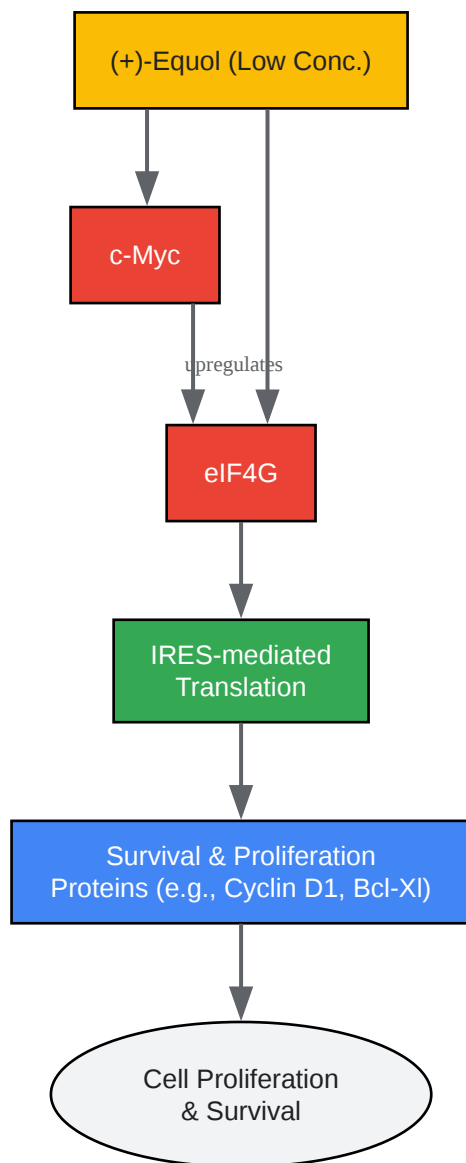 (+)-Equol (Low Conc.)
c-Myc
upregulates
eIF4G
IRES-mediated
Translation
Survival & Proliferation
Proteins (e.g., Cyclin D1, Bcl-Xl)
Cell Proliferation
& Survival